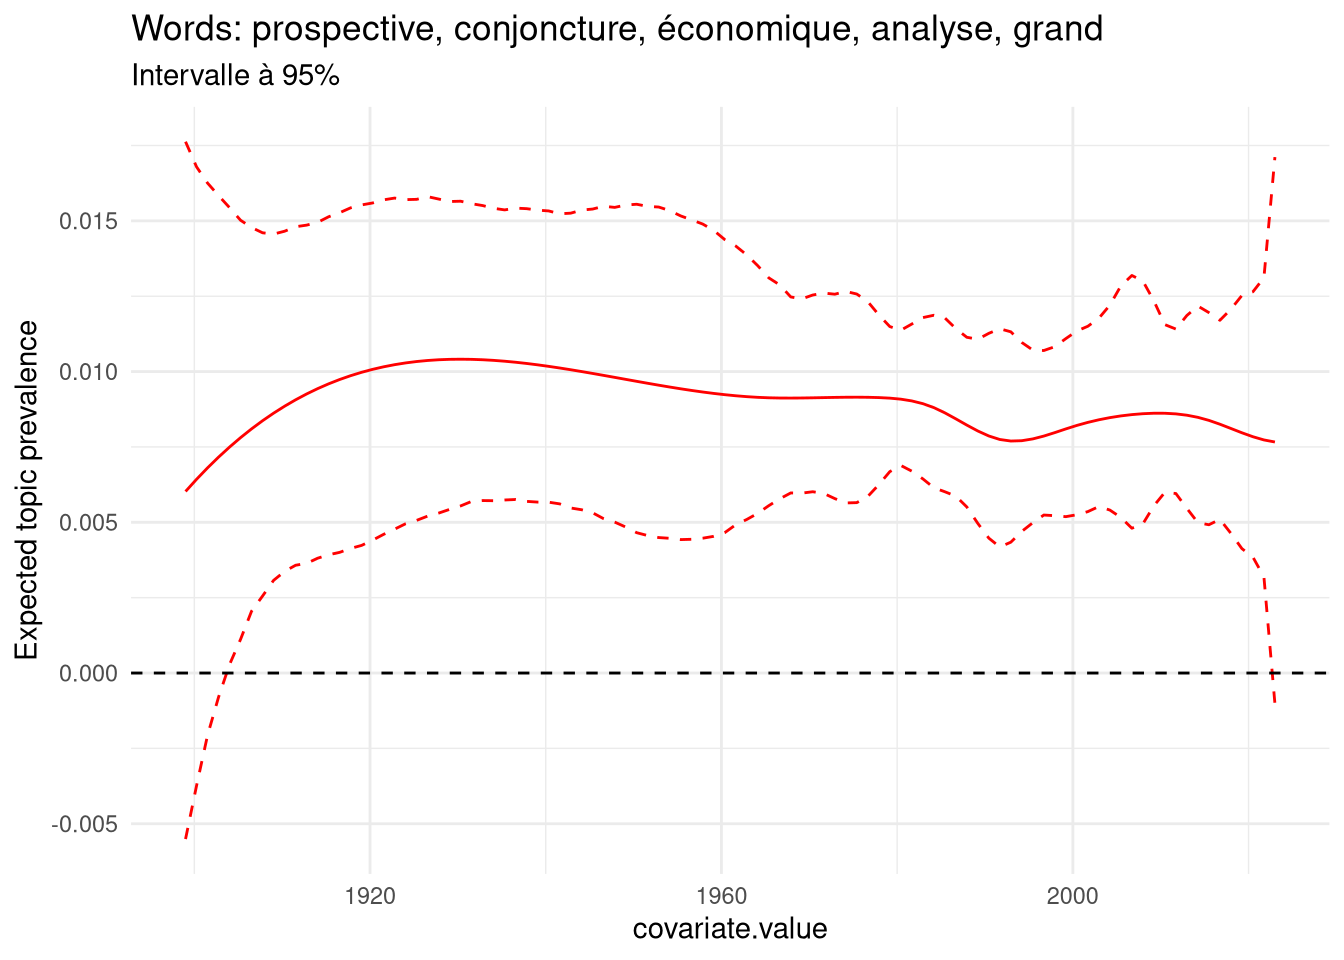 Words: prospective, conjoncture, économique, analyse, grand
Intervalle à 95%
Expected topic prevalence
0.015
0.010
0.005
0.000
-0.005
1920
1960
2000
covariate.value